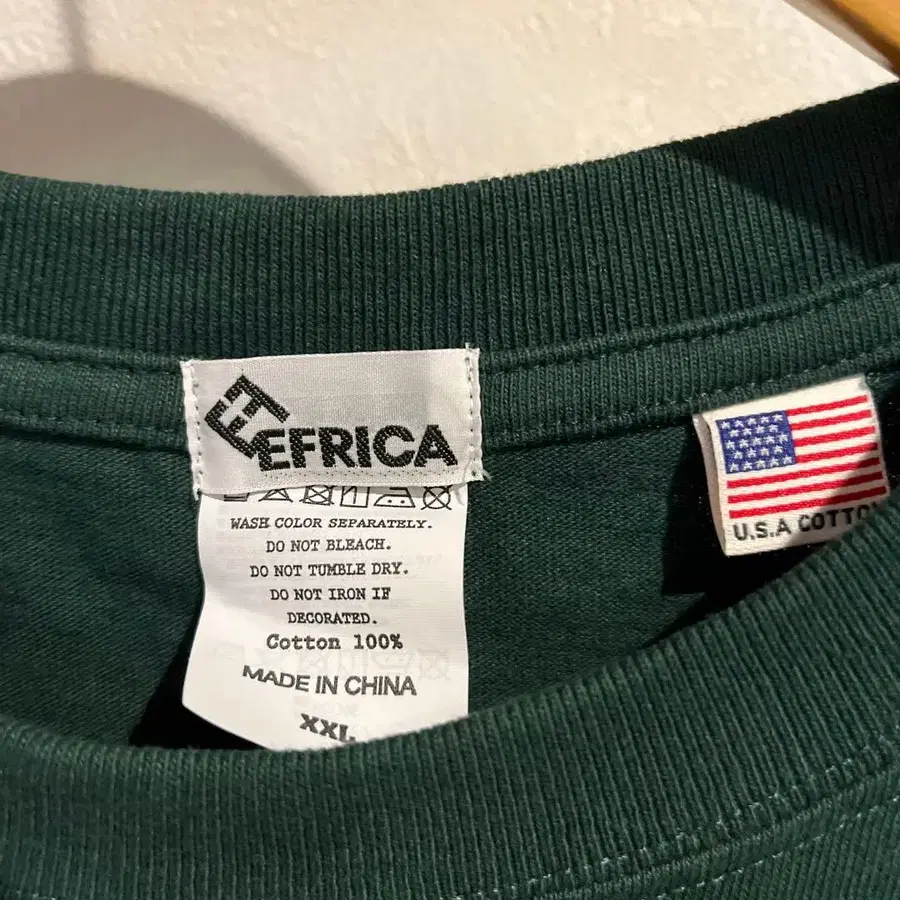 EFRICA
WASH COLOR SEPARATELY.
DO NOT BLEACH.
DO NOT TUMBLE DRY.
DO NOT IRON IF
DECORATED.
Cotton 100%
MADE IN CHINA
XXL
U.S.A COTTO